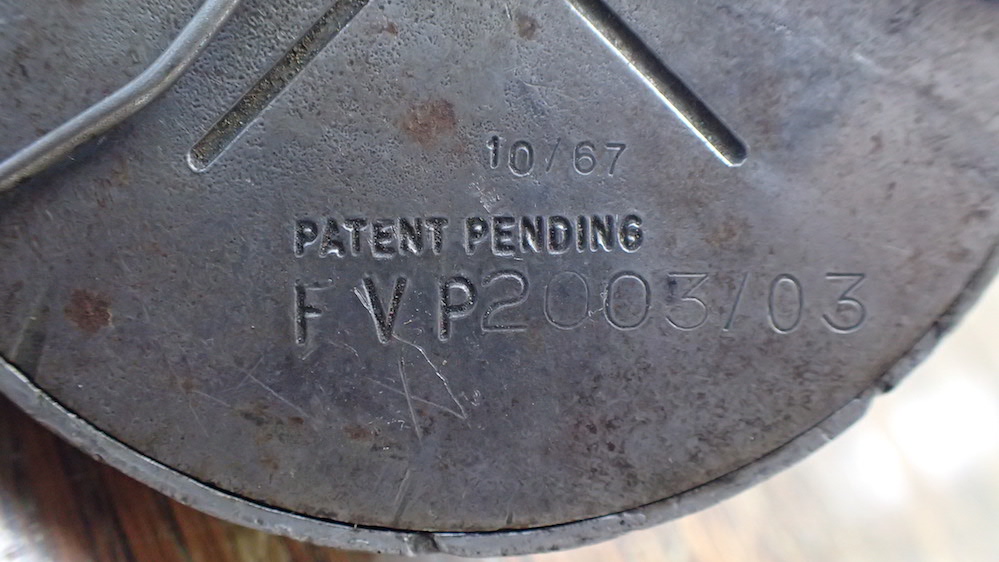 10/67
PATENT PENDING
FVP2003/03